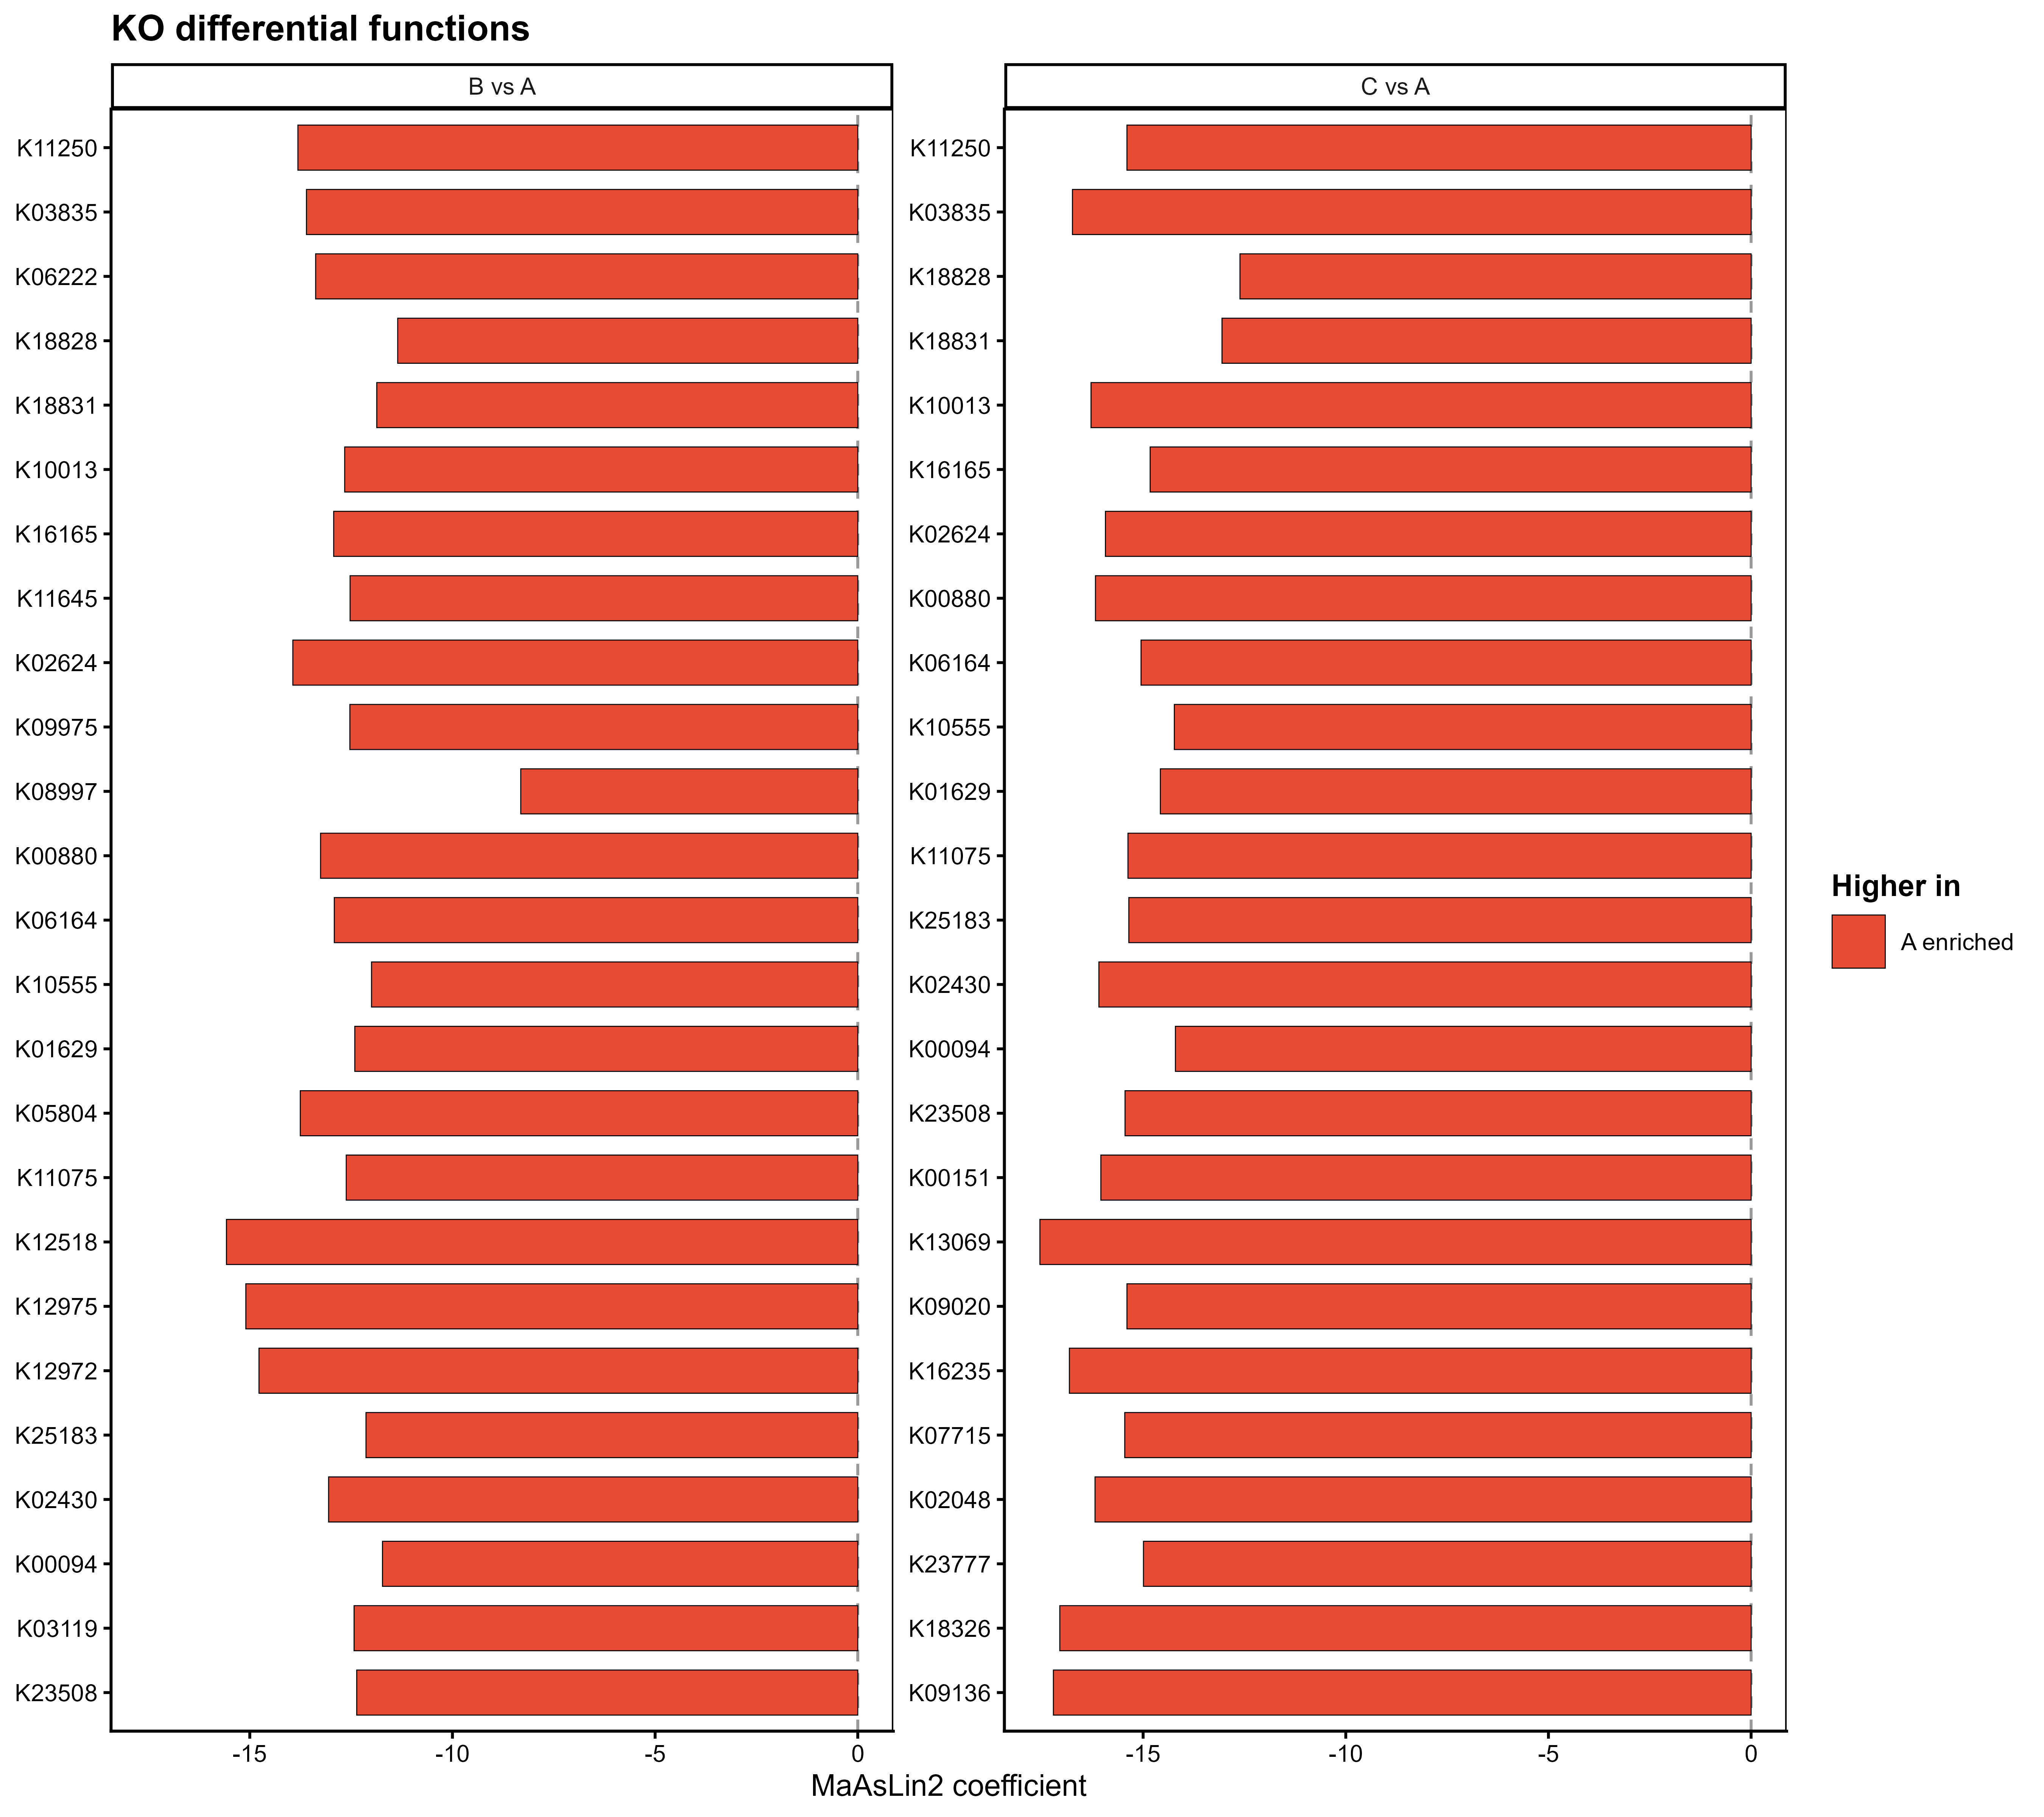 KO differential functions
B vs A
K11250
K03835
K06222
K18828
K18831
K10013
K16165
K11645
K02624
K09975
K08997
K00880
K06164
K10555
K01629
K05804
K11075
K12518
K12975
K12972
K25183
K02430
K00094
K03119
K23508
-15 -10 -5 0
C vs A
K11250
K03835
K18828
K18831
K10013
K16165
K02624
K00880
K06164
K10555
K01629
K11075
K25183
K02430
K00094
K23508
K00151
K13069
K09020
K16235
K07715
K02048
K23777
K18326
K09136
-15 -10 -5 0
MaAsLin2 coefficient
Higher in
A enriched